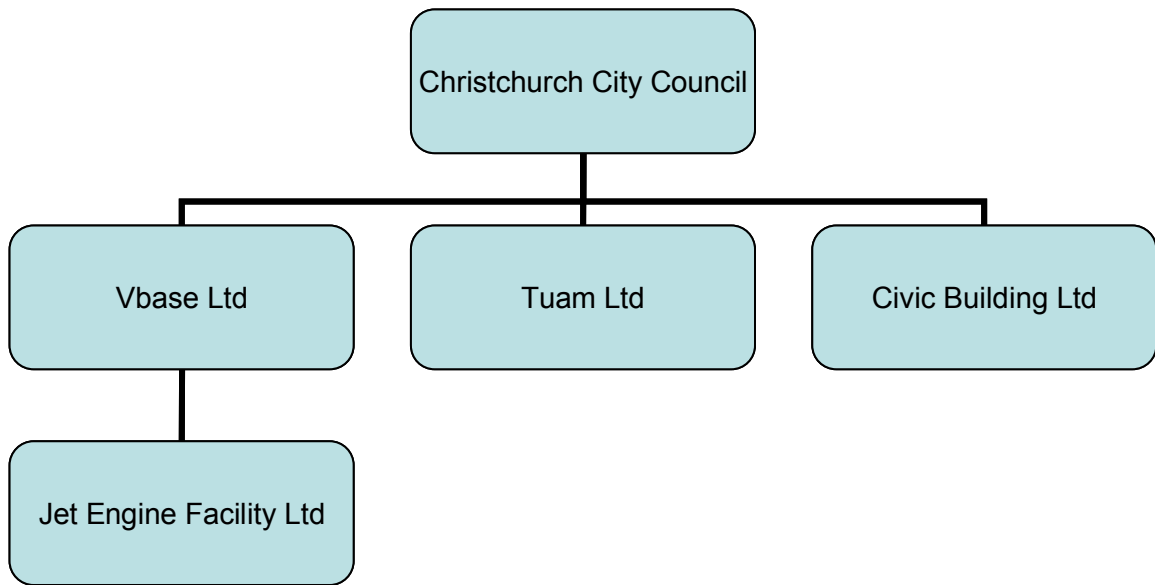 Christchurch City Council
Vbase Ltd
Tuam Ltd
Civic Building Ltd
Jet Engine Facility Ltd